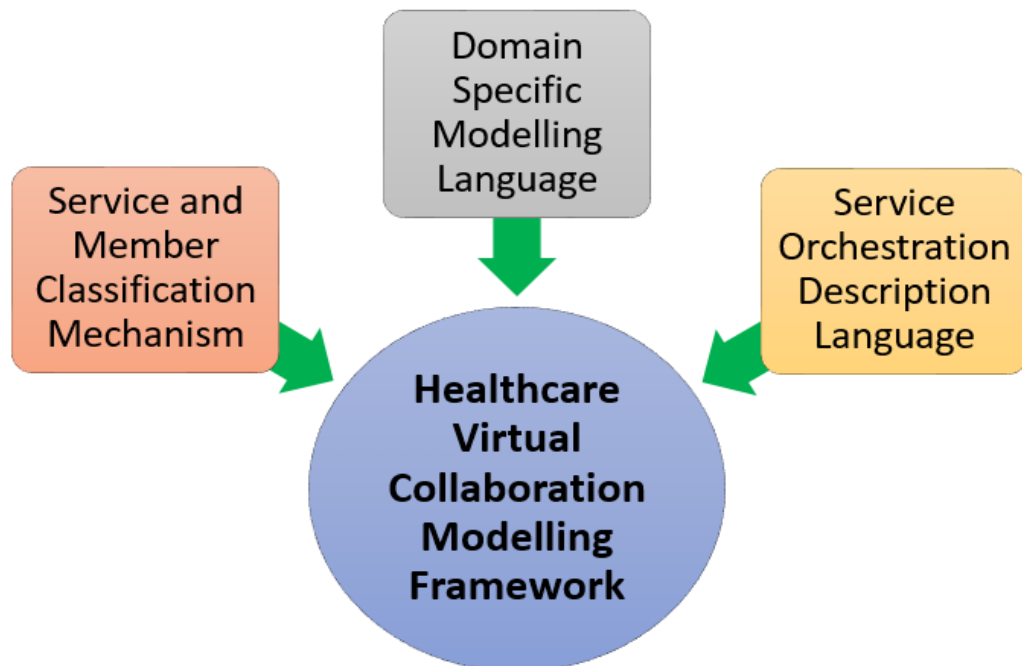 Domain
Specific
Modelling
Language
Service and
Member
Classification
Mechanism
Service
Orchestration
Description
Language
Healthcare
Virtual
Collaboration
Modelling
Framework